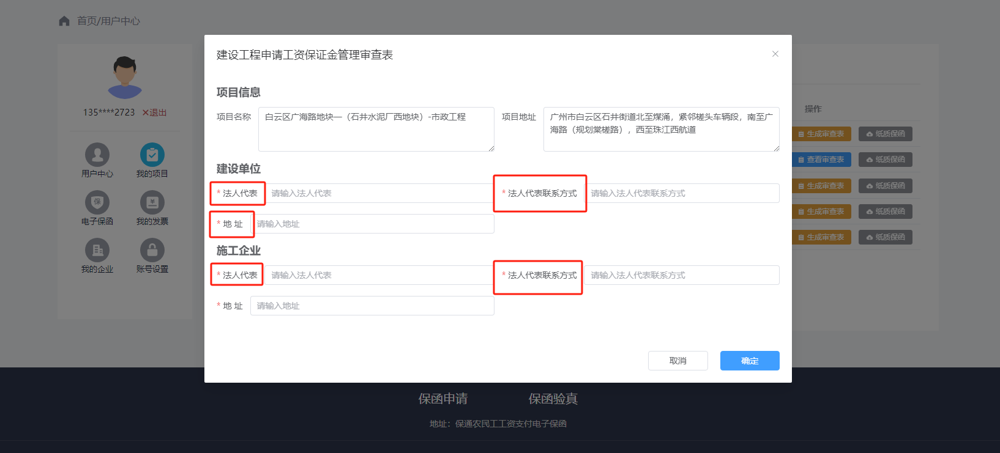 首页/用户中心
建设工程申请工资保证金管理审查表
135****2723 ×退出
用户中心 我的项目
电子保函 我的发票
我的企业 账号设置
项目信息
项目名称 白云区广海路地块一（石井水泥厂西地块）-市政工程
项目地址 广州市白云区石井街道北至煤涌，紧邻槎头车辆段，南至广
海路（规划棠槎路），西至珠江西航道
建设单位
* 法人代表 请输入法人代表 * 法人代表联系方式 请输入法人代表联系方式
* 地 址 请输入地址
施工企业
* 法人代表 请输入法人代表 * 法人代表联系方式 请输入法人代表联系方式
* 地 址 请输入地址
取消 确定
操作
生成审查表 纸质保函
查看审查表 纸质保函
生成审查表 纸质保函
生成审查表 纸质保函
生成审查表 纸质保函
保函申请 保函验真
地址：保通农民工工资支付电子保函